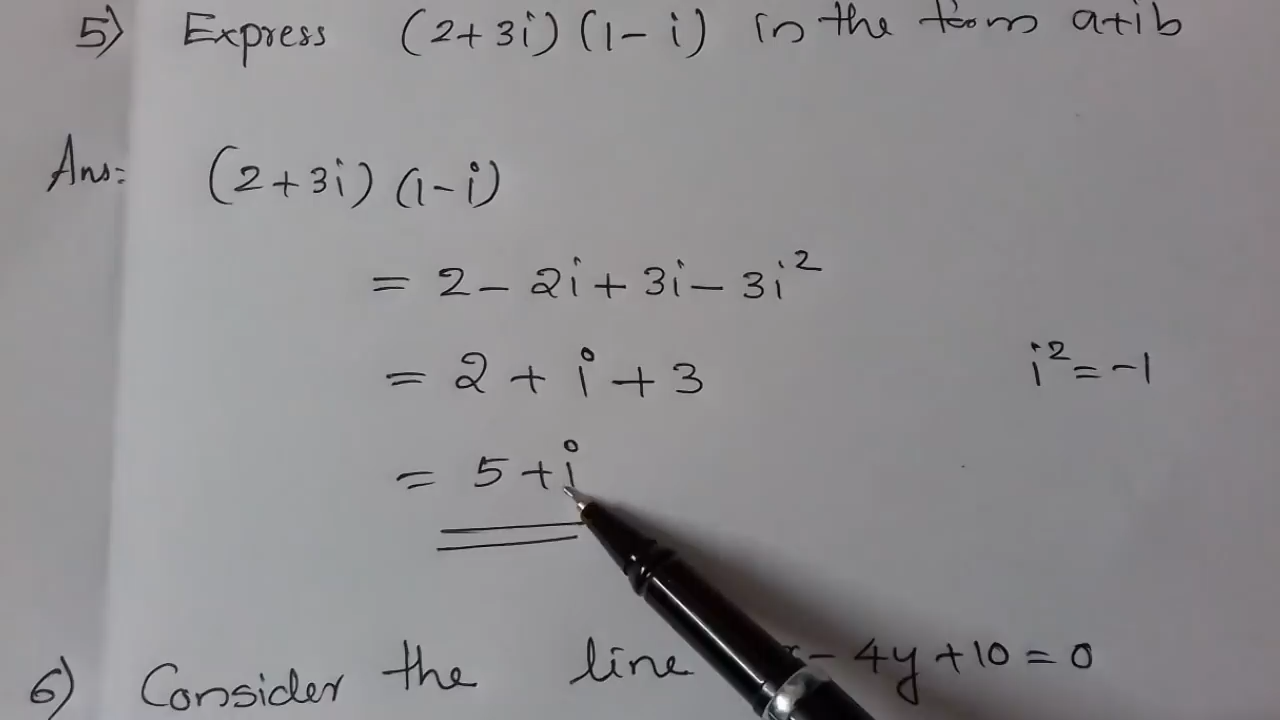 5) Express (2+3i)(1-i) in the form a+ib
Ans: (2+3i)(1-i)
= 2 - 2i + 3i - 3i²
= 2 + i + 3 i² = -1
= 5 + i
6) Consider the line - 4y + 10 = 0